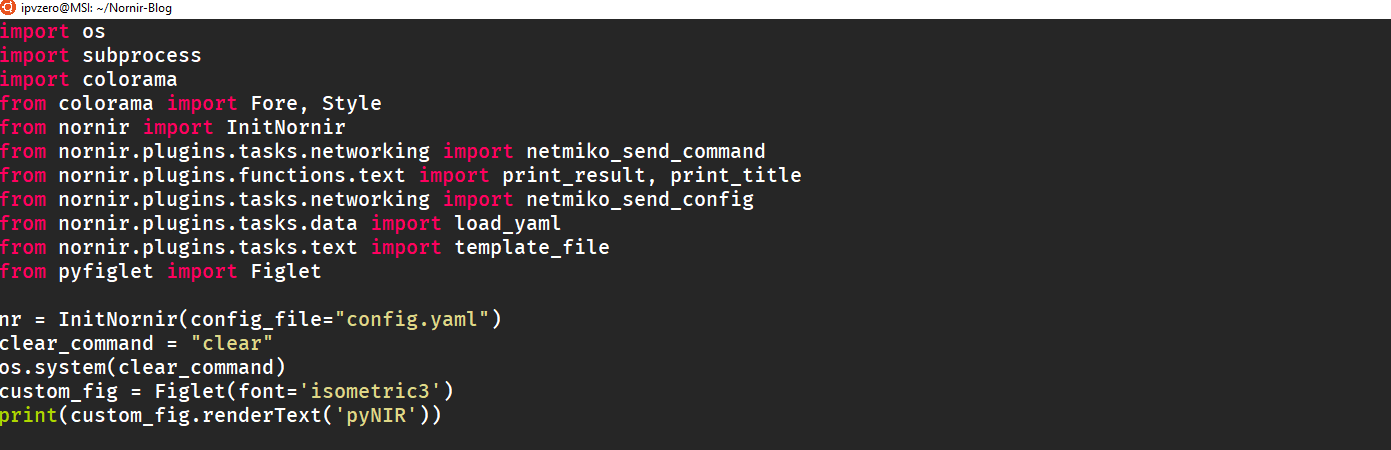 ipvzero@MSI: ~/Nornir-Blog
import os
import subprocess
import colorama
from colorama import Fore, Style
from nornir import InitNornir
from nornir.plugins.tasks.networking import netmiko_send_command
from nornir.plugins.functions.text import print_result, print_title
from nornir.plugins.tasks.networking import netmiko_send_config
from nornir.plugins.tasks.data import load_yaml
from nornir.plugins.tasks.text import template_file
from pyfiglet import Figlet
nr = InitNornir(config_file="config.yaml")
clear_command = "clear"
os.system(clear_command)
custom_fig = Figlet(font='isometric3')
print(custom_fig.renderText('pyNIR'))